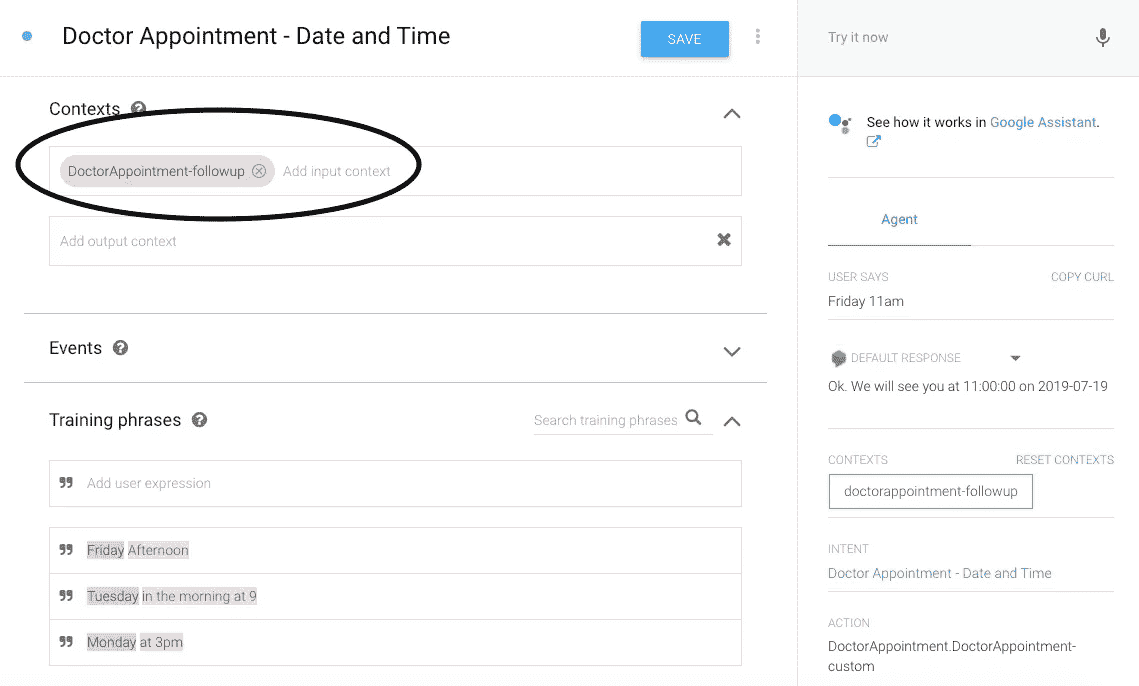 Doctor Appointment - Date and Time
SAVE
Contexts
DoctorAppointment-followup Add input context
Add output context
Events
Training phrases
Search training phrases
Add user expression
Friday Afternoon
Tuesday in the morning at 9
Monday at 3pm
Try it now
See how it works in Google Assistant.
Agent
USER SAYS COPY CURL
Friday 11am
DEFAULT RESPONSE
Ok. We will see you at 11:00:00 on 2019-07-19
CONTEXTS RESET CONTEXTS
doctorappointment-followup
INTENT
Doctor Appointment - Date and Time
ACTION
DoctorAppointment.DoctorAppointment-
custom